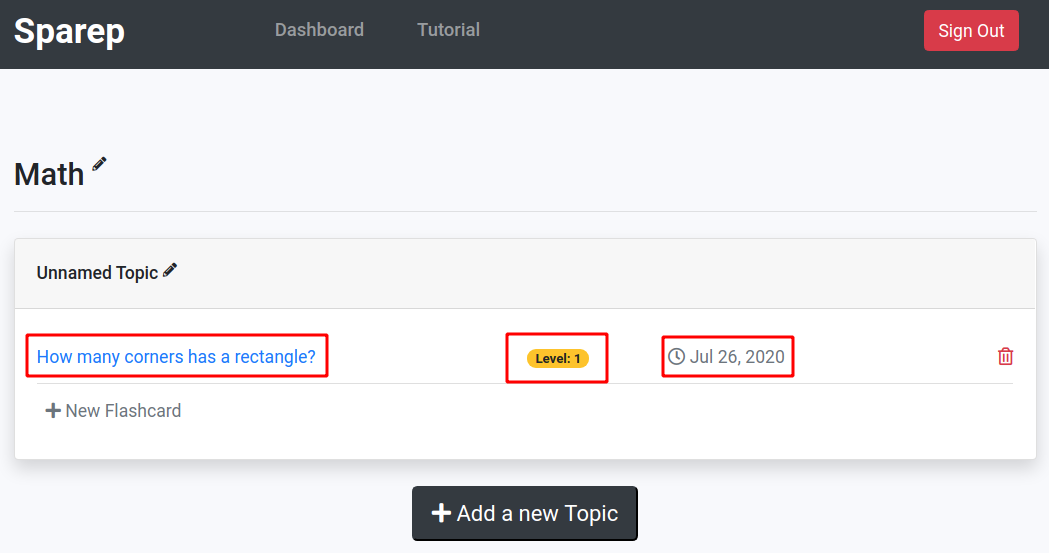 Sparep Dashboard Tutorial Sign Out
Math
Unnamed Topic
How many corners has a rectangle? Level: 1 Jul 26, 2020
New Flashcard
Add a new Topic